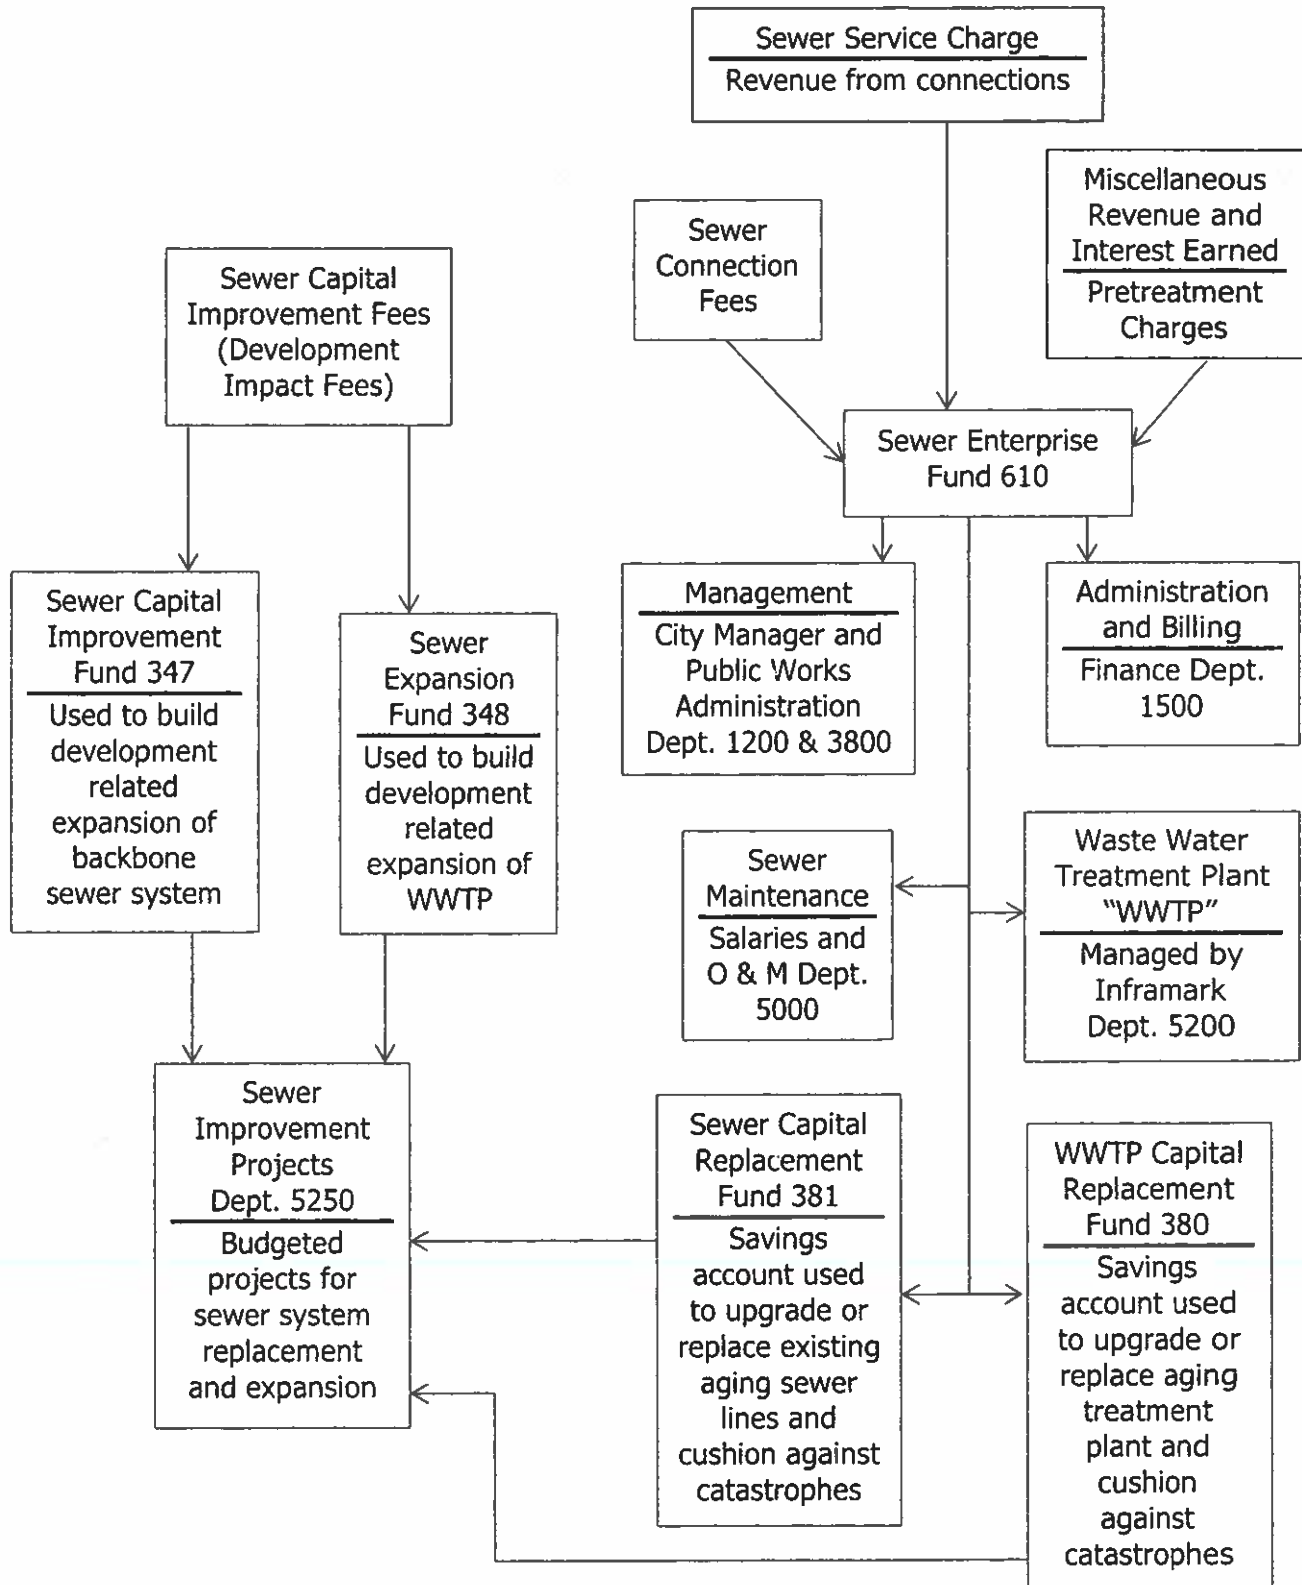 Sewer Service Charge
Revenue from connections
Miscellaneous
Revenue and
Interest Earned
Pretreatment
Charges
Sewer
Connection
Fees
Sewer Capital
Improvement Fees
(Development
Impact Fees)
Sewer Enterprise
Fund 610
Management
City Manager and
Public Works
Administration
Dept. 1200 & 3800
Administration
and Billing
Finance Dept.
1500
Sewer Capital
Improvement
Fund 347
Used to build
development
related
expansion of
backbone
sewer system
Sewer
Expansion
Fund 348
Used to build
development
related
expansion of
WWTP
Sewer
Maintenance
Salaries and
O & M Dept.
5000
Waste Water
Treatment Plant
"WWTP"
Managed by
Inframark
Dept. 5200
Sewer
Improvement
Projects
Dept. 5250
Budgeted
projects for
sewer system
replacement
and expansion
Sewer Capital
Replacement
Fund 381
Savings
account used
to upgrade or
replace existing
aging sewer
lines and
cushion against
catastrophes
WWTP Capital
Replacement
Fund 380
Savings
account used
to upgrade or
replace aging
treatment
plant and
cushion
against
catastrophes